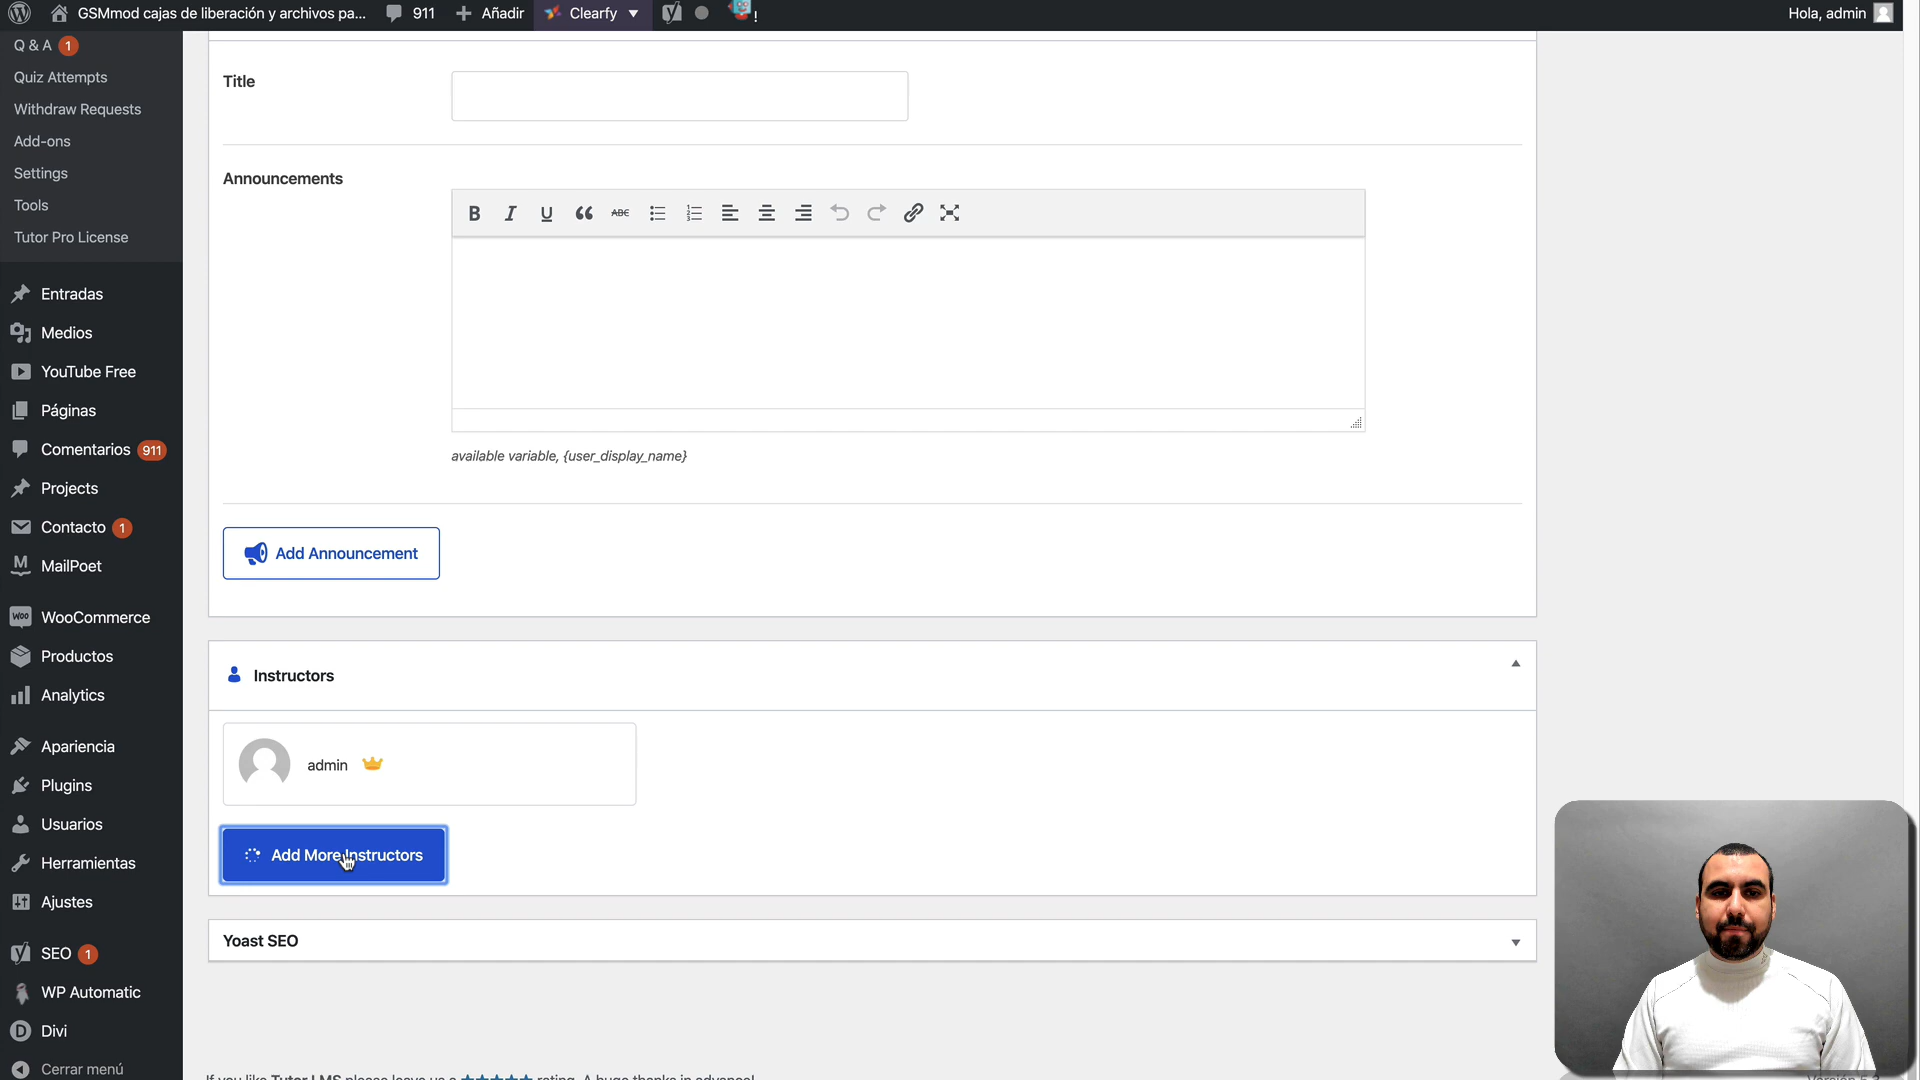 GSMmod cajas de liberación y archivos pa... 911 Añadir Clearfy ▼ ! Hola, admin
Q & A 1
Quiz Attempts
Withdraw Requests
Add-ons
Settings
Tools
Tutor Pro License
Entradas
Medios
YouTube Free
Páginas
Comentarios 911
Projects
Contacto 1
MailPoet
WooCommerce
Productos
Analytics
Apariencia
Plugins
Usuarios
Herramientas
Ajustes
SEO 1
WP Automatic
Divi
Cerrar menú
Title
Announcements
B I U ABC
available variable, {user_display_name}
Add Announcement
Instructors
admin
Add More Instructors
Yoast SEO
If you like Tutor LMS please leave us a ★★★★★ rating. A huge thanks in advance!